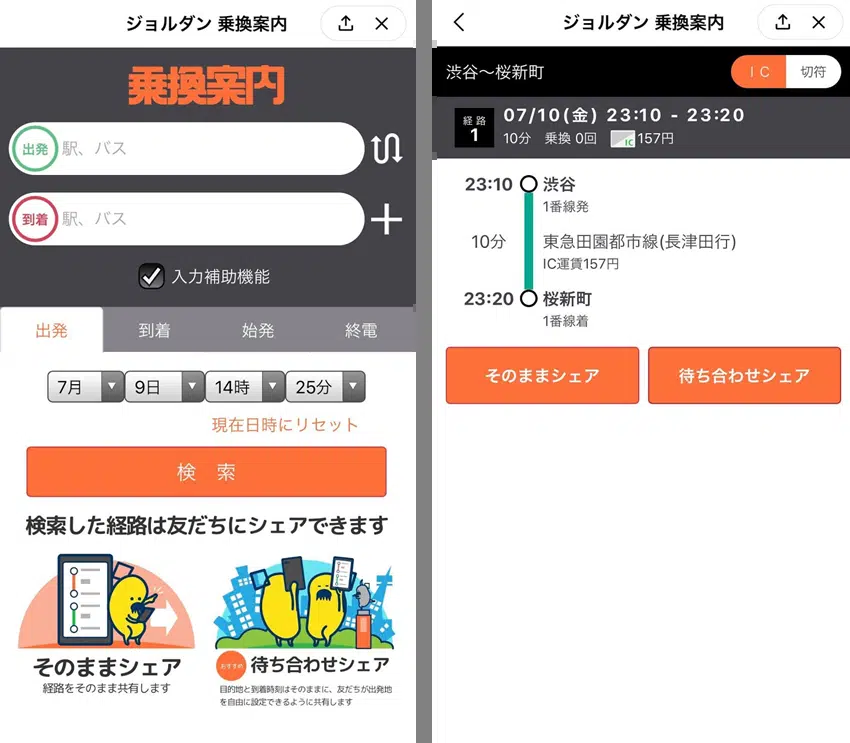 ジョルダン 乗換案内
乗換案内
出発 駅、バス
到着 駅、バス
入力補助機能
出発 到着 始発 終電
7月 9日 14時 25分
現在日時にリセット
検 索
検索した経路は友だちにシェアできます
そのままシェア
経路をそのまま共有します
おすすめ 待ち合わせシェア
目的地と到着時刻はそのままに、友だちが出発地
を自由に設定できるように共有します
ジョルダン 乗換案内
渋谷〜桜新町
IC 切符
経路
1
07/10(金) 23:10 - 23:20
10分 乗換 0回 IC 157円
23:10 渋谷
1番線発
10分 東急田園都市線(長津田行)
IC運賃157円
23:20 桜新町
1番線着
そのままシェア 待ち合わせシェア